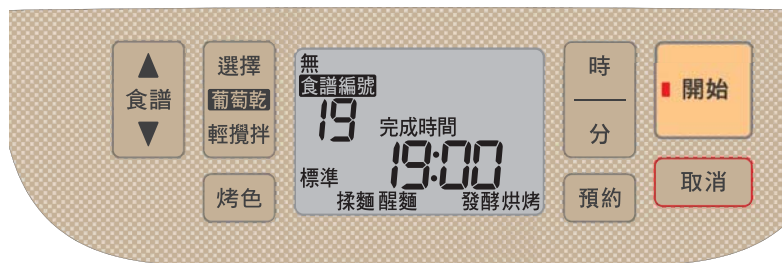 ▲
食譜
▼
選擇
葡萄乾
輕攪拌
烤色
無
食譜編號
19
完成時間
19:00
標準
揉麵 醒麵 發酵 烘烤
時
分
預約
開始
取消